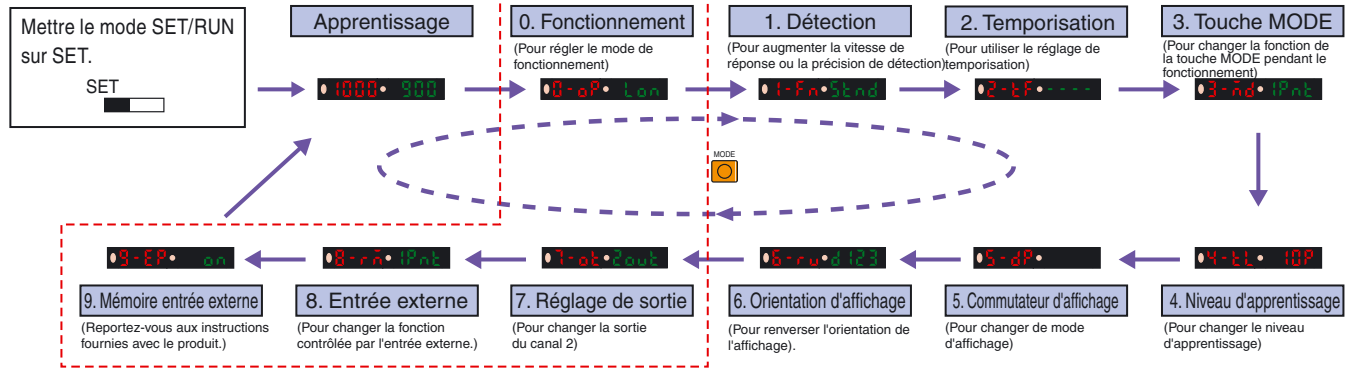 Mettre le mode SET/RUN
sur SET.
SET
Apprentissage
1000 900
0. Fonctionnement
(Pour régler le mode de
fonctionnement)
0-oP Lon
1. Détection
(Pour augmenter la vitesse de
réponse ou la précision de détection)
1-Fn Stnd
2. Temporisation
(Pour utiliser le réglage de
temporisation)
2-tF ----
3. Touche MODE
(Pour changer la fonction de
la touche MODE pendant le
fonctionnement)
3-ñd 1Pnt
MODE
9-EP on
9. Mémoire entrée externe
(Reportez-vous aux instructions
fournies avec le produit.)
8-rñ 1Pnt
8. Entrée externe
(Pour changer la fonction
contrôlée par l'entrée externe.)
7-ot 2out
7. Réglage de sortie
(Pour changer la sortie
du canal 2)
6-ru d123
6. Orientation d'affichage
(Pour renverser l'orientation de
l'affichage).
5-dP
5. Commutateur d'affichage
(Pour changer de mode
d'affichage)
4-tL 10P
4. Niveau d'apprentissage
(Pour changer le niveau
d'apprentissage)